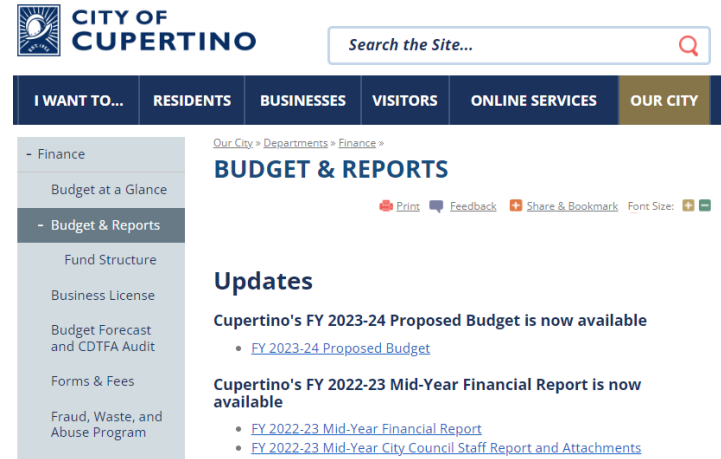 CITY OF
CUPERTINO
EST. 1955
Search the Site...
I WANT TO...
RESIDENTS
BUSINESSES
VISITORS
ONLINE SERVICES
OUR CITY
- Finance
Budget at a Glance
- Budget & Reports
Fund Structure
Business License
Budget Forecast
and CDTFA Audit
Forms & Fees
Fraud, Waste, and
Abuse Program
Our City » Departments » Finance »
BUDGET & REPORTS
Print
Feedback
Share & Bookmark
Font Size: + -
Updates
Cupertino's FY 2023-24 Proposed Budget is now available
• FY 2023-24 Proposed Budget
Cupertino's FY 2022-23 Mid-Year Financial Report is now
available
• FY 2022-23 Mid-Year Financial Report
• FY 2022-23 Mid-Year City Council Staff Report and Attachments